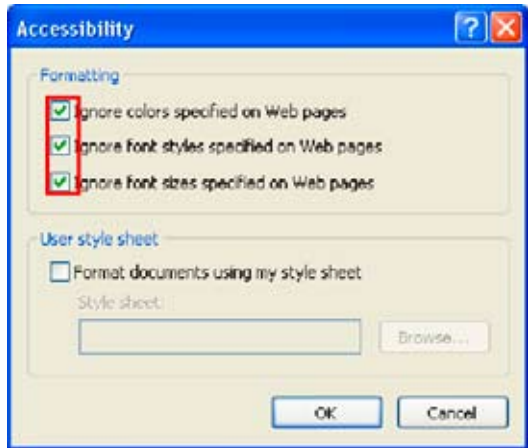 Accessibility
Formatting
Ignore colors specified on Web pages
Ignore font styles specified on Web pages
Ignore font sizes specified on Web pages
User style sheet
Format documents using my style sheet
Style sheet:
Browse...
OK Cancel